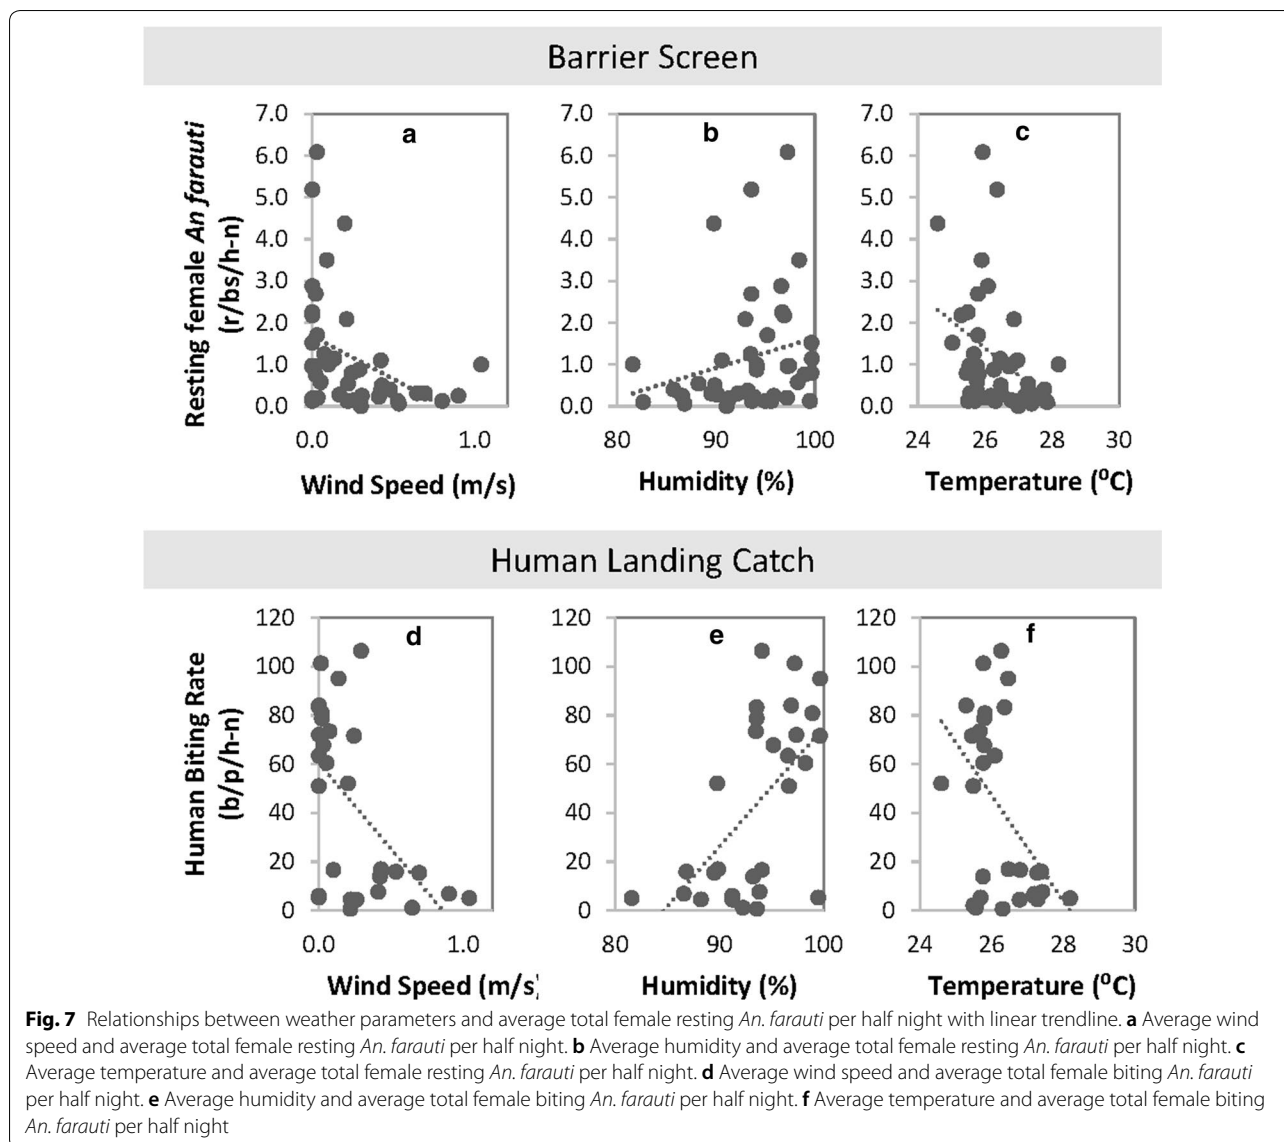 Barrier Screen
Resting female An farauti
(r/bs/h-n)
7.0
6.0
5.0
4.0
3.0
2.0
1.0
0.0
a
0.0 1.0
Wind Speed (m/s)
7.0
6.0
5.0
4.0
3.0
2.0
1.0
0.0
b
80 90 100
Humidity (%)
7.0
6.0
5.0
4.0
3.0
2.0
1.0
0.0
c
24 26 28 30
Temperature (⁰C)
Human Landing Catch
Human Biting Rate
(b/p/h-n)
120
100
80
60
40
20
0
d
0.0 1.0
Wind Speed (m/s)
120
100
80
60
40
20
0
e
80 90 100
Humidity (%)
120
100
80
60
40
20
0
f
24 26 28 30
Temperature (⁰C)
Fig. 7 Relationships between weather parameters and average total female resting An. farauti per half night with linear trendline. a Average wind
speed and average total female resting An. farauti per half night. b Average humidity and average total female resting An. farauti per half night. c
Average temperature and average total female resting An. farauti per half night. d Average wind speed and average total female biting An. farauti
per half night. e Average humidity and average total female biting An. farauti per half night. f Average temperature and average total female biting
An. farauti per half night